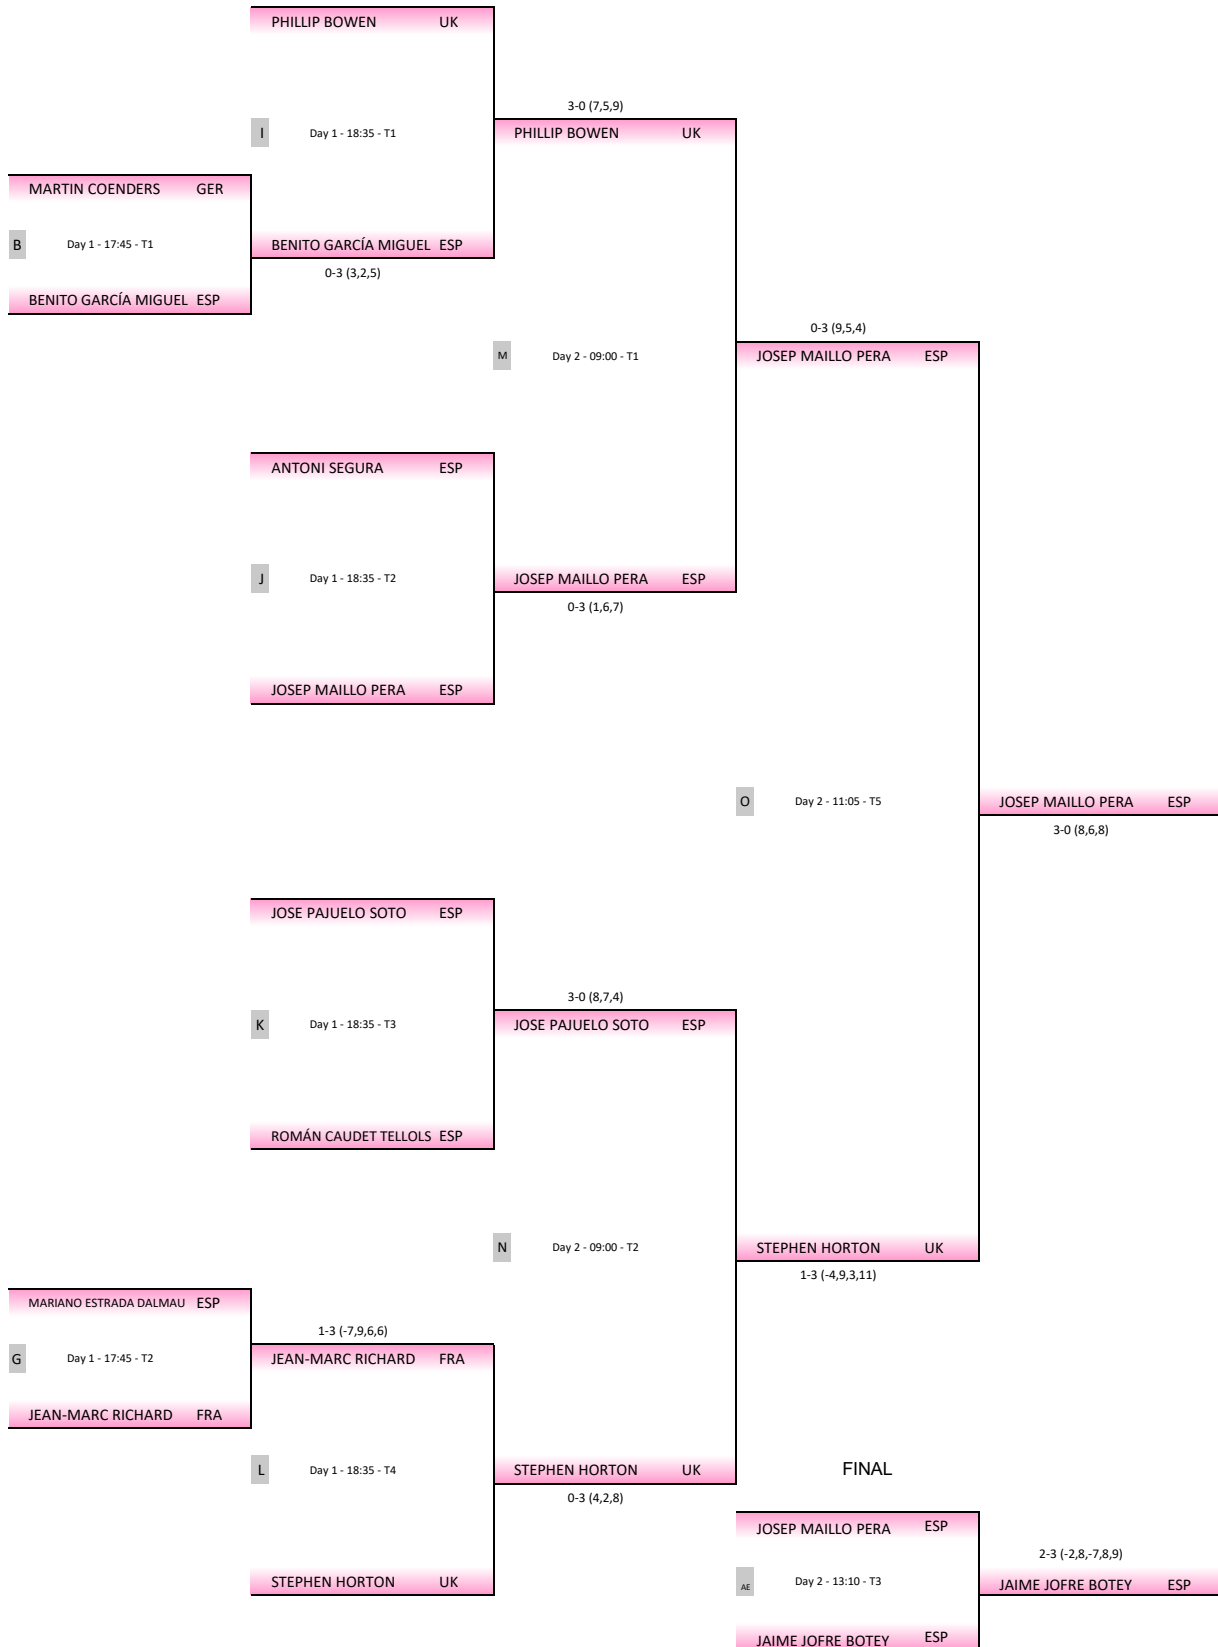 PHILLIP BOWEN UK
3-0 (7,5,9)
I Day 1 - 18:35 - T1
PHILLIP BOWEN UK
MARTIN COENDERS GER
B Day 1 - 17:45 - T1
BENITO GARCÍA MIGUEL ESP
0-3 (3,2,5)
BENITO GARCÍA MIGUEL ESP
0-3 (9,5,4)
M Day 2 - 09:00 - T1
JOSEP MAILLO PERA ESP
ANTONI SEGURA ESP
J Day 1 - 18:35 - T2
JOSEP MAILLO PERA ESP
0-3 (1,6,7)
JOSEP MAILLO PERA ESP
O Day 2 - 11:05 - T5
JOSEP MAILLO PERA ESP
3-0 (8,6,8)
JOSE PAJUELO SOTO ESP
3-0 (8,7,4)
K Day 1 - 18:35 - T3
JOSE PAJUELO SOTO ESP
ROMÁN CAUDET TELLOLS ESP
N Day 2 - 09:00 - T2
STEPHEN HORTON UK
1-3 (-4,9,3,11)
MARIANO ESTRADA DALMAU ESP
1-3 (-7,9,6,6)
G Day 1 - 17:45 - T2
JEAN-MARC RICHARD FRA
JEAN-MARC RICHARD FRA
L Day 1 - 18:35 - T4
STEPHEN HORTON UK
0-3 (4,2,8)
FINAL
JOSEP MAILLO PERA ESP
2-3 (-2,8,-7,8,9)
STEPHEN HORTON UK
AE Day 2 - 13:10 - T3
JAIME JOFRE BOTEY ESP
JAIME JOFRE BOTEY ESP